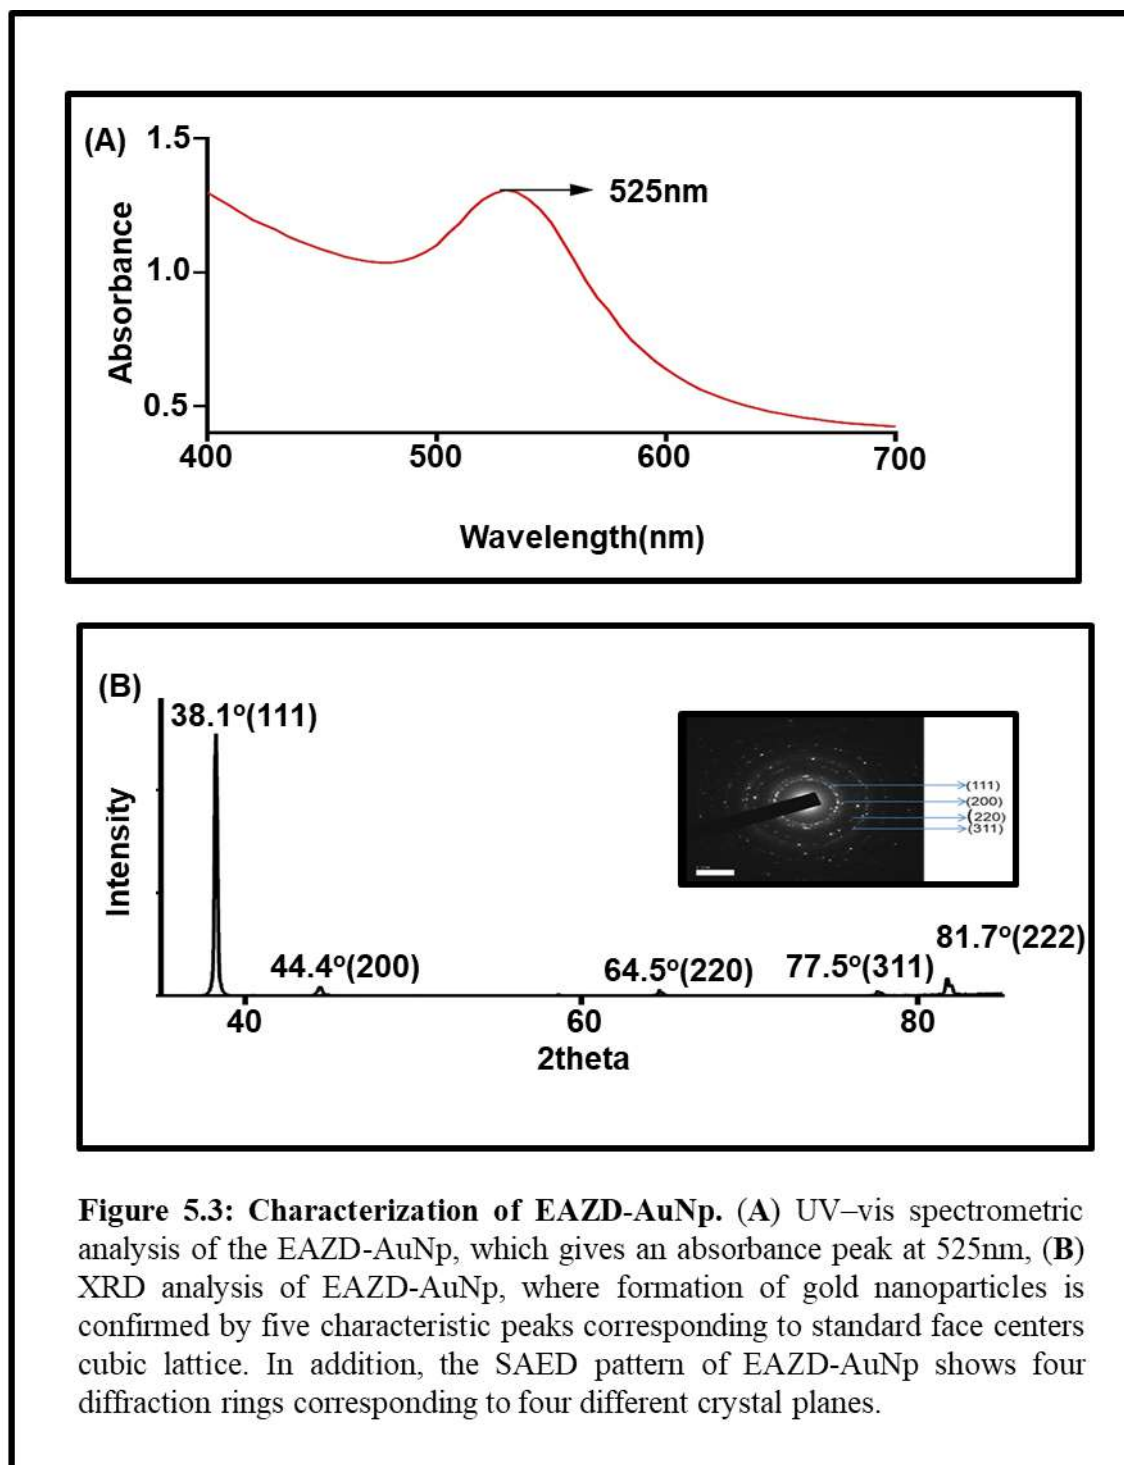 (A)
1.5
1.0
0.5
Absorbance
525nm
400 500 600 700
Wavelength(nm)
(B)
38.1º(111)
44.4º(200)
64.5º(220)
77.5º(311)
81.7º(222)
Intensity
(111)
(200)
(220)
(311)
40 60 80
2theta
Figure 5.3: Characterization of EAZD-AuNp. (A) UV–vis spectrometric
analysis of the EAZD-AuNp, which gives an absorbance peak at 525nm, (B)
XRD analysis of EAZD-AuNp, where formation of gold nanoparticles is
confirmed by five characteristic peaks corresponding to standard face centers
cubic lattice. In addition, the SAED pattern of EAZD-AuNp shows four
diffraction rings corresponding to four different crystal planes.